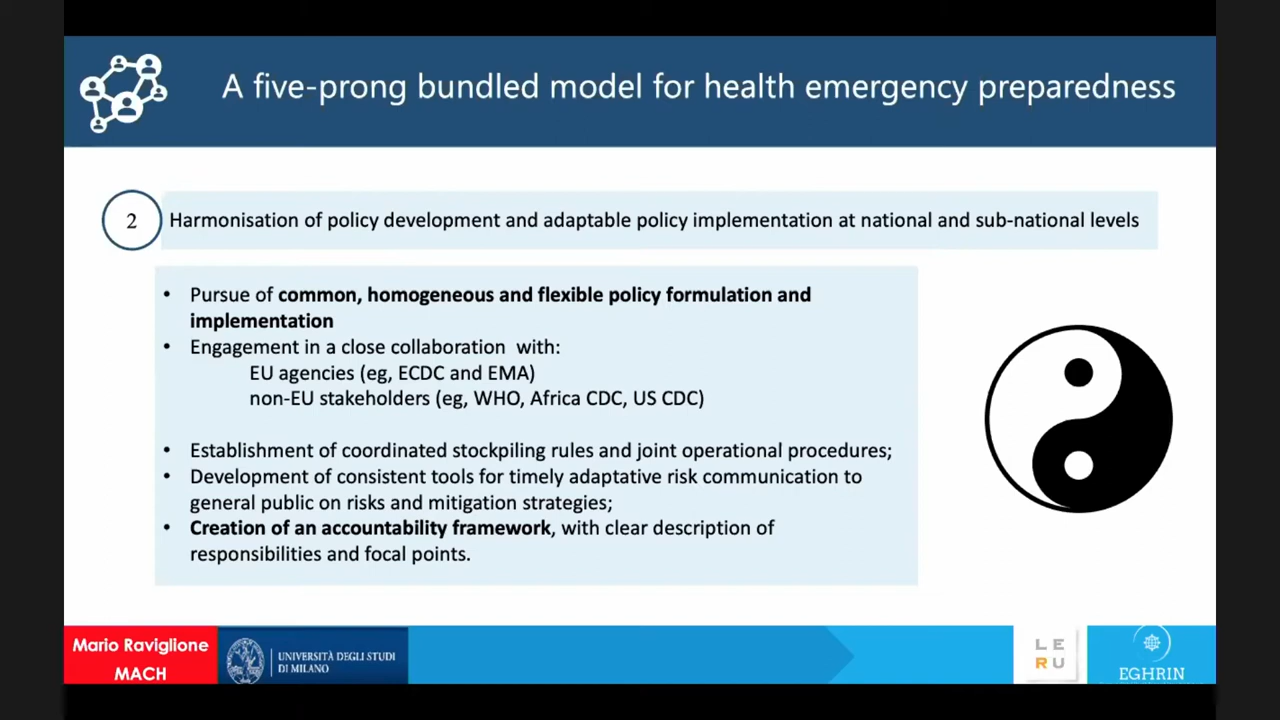 A five-prong bundled model for health emergency preparedness
2
Harmonisation of policy development and adaptable policy implementation at national and sub-national levels
• Pursue of common, homogeneous and flexible policy formulation and
implementation
• Engagement in a close collaboration with:
EU agencies (eg, ECDC and EMA)
non-EU stakeholders (eg, WHO, Africa CDC, US CDC)
• Establishment of coordinated stockpiling rules and joint operational procedures;
• Development of consistent tools for timely adaptative risk communication to
general public on risks and mitigation strategies;
• Creation of an accountability framework, with clear description of
responsibilities and focal points.
Mario Raviglione
MACH
UNIVERSITÀ DEGLI STUDI
DI MILANO
L E
R U
EGHRIN